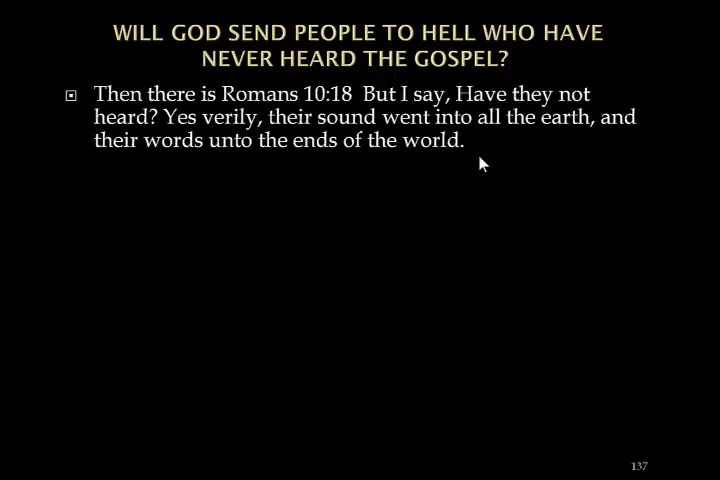 WILL GOD SEND PEOPLE TO HELL WHO HAVE
NEVER HEARD THE GOSPEL?
Then there is Romans 10:18 But I say, Have they not
heard? Yes verily, their sound went into all the earth, and
their words unto the ends of the world.
137